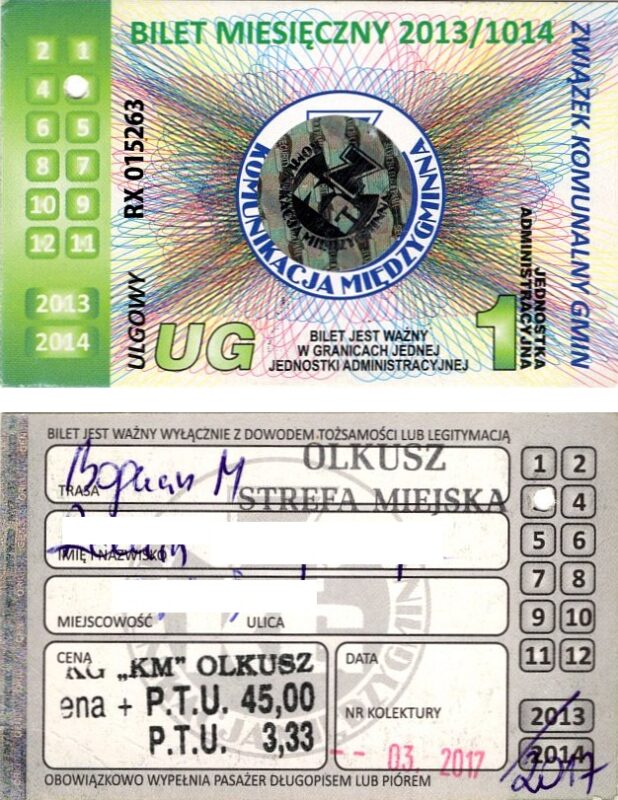 BILET MIESIĘCZNY 2013/1014
2 1
4
6 5
8 7
10 9
12 11
2013
2014
RX 015263
ULGOWY
UG
KOMUNIKACJA MIĘDZYGMINNA
BILET JEST WAŻNY
W GRANICACH JEDNEJ
JEDNOSTKI ADMINISTRACYJNEJ
1
JEDNOSTKA
ADMINISTRACYJNA
ZWIĄZEK KOMUNALNY GMIN
BILET JEST WAŻNY WYŁĄCZNIE Z DOWODEM TOŻSAMOŚCI LUB LEGITYMACJĄ
OLKUSZ
STREFA MIEJSKA
TRASA
IMIĘ I NAZWISKO
MIEJSCOWOŚĆ ULICA
1 2
4
5 6
7 8
9 10
11 12
2013
2014
/2017
CENA
KG „KM" OLKUSZ
ena + P.T.U. 45,00
P.T.U. 3,33
DATA
NR KOLEKTURY
-- 03. 2017
OBOWIĄZKOWO WYPEŁNIA PASAŻER DŁUGOPISEM LUB PIÓREM